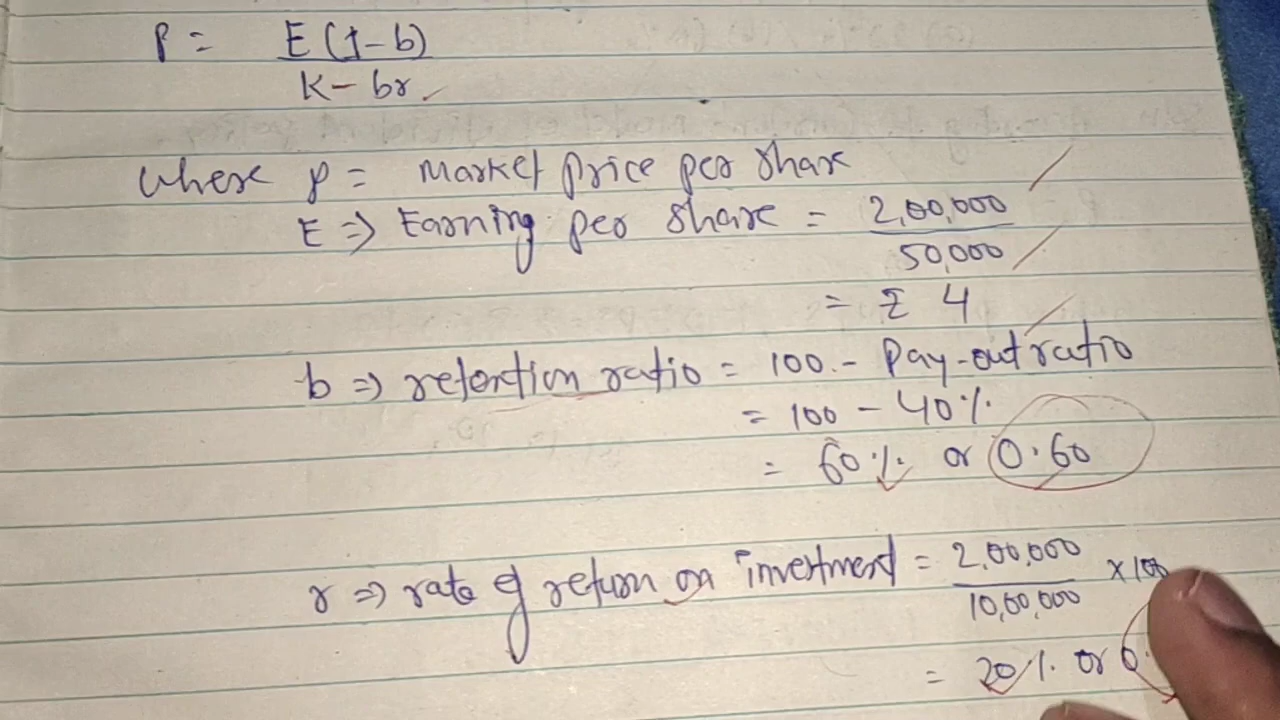 P = E(1-b)
K - br
where p = Market price per share
E => Earning per share = 2,00,000
50,000
= ₹ 4
b => retention ratio = 100 - Pay-out ratio
= 100 - 40%
= 60% or 0.60
r => rate of return on investment = 2,00,000 x 100
10,00,000
= 20% or 0.